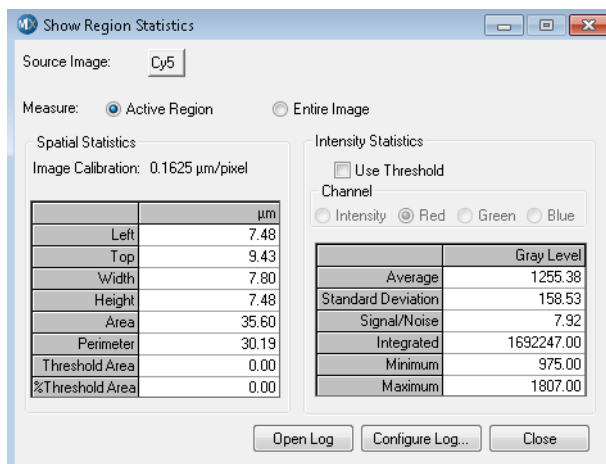 MX Show Region Statistics
Source Image: Cy5
Measure: Active Region Entire Image
Spatial Statistics
Image Calibration: 0.1625 µm/pixel
µm
Left 7.48
Top 9.43
Width 7.80
Height 7.48
Area 35.60
Perimeter 30.19
Threshold Area 0.00
%Threshold Area 0.00
Intensity Statistics
Use Threshold
Channel
Intensity Red Green Blue
Gray Level
Average 1255.38
Standard Deviation 158.53
Signal/Noise 7.92
Integrated 1692247.00
Minimum 975.00
Maximum 1807.00
Open Log Configure Log... Close